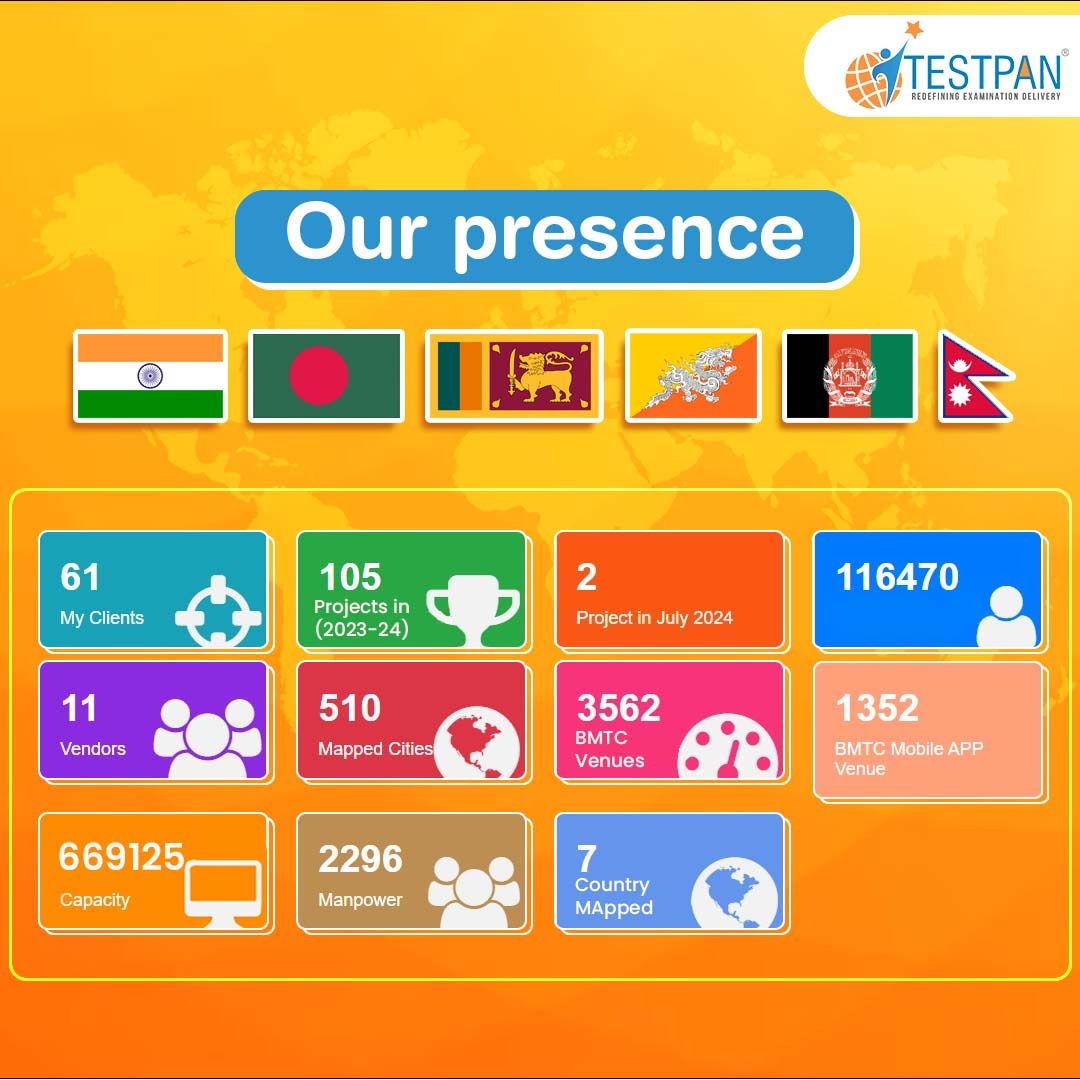 TESTPAN®
REDEFINING EXAMINATION DELIVERY
Our presence
61
My Clients
105
Projects in
(2023-24)
2
Project in July 2024
116470
11
Vendors
510
Mapped Cities
3562
BMTC
Venues
1352
BMTC Mobile APP
Venue
669125
Capacity
2296
Manpower
7
Country
MApped